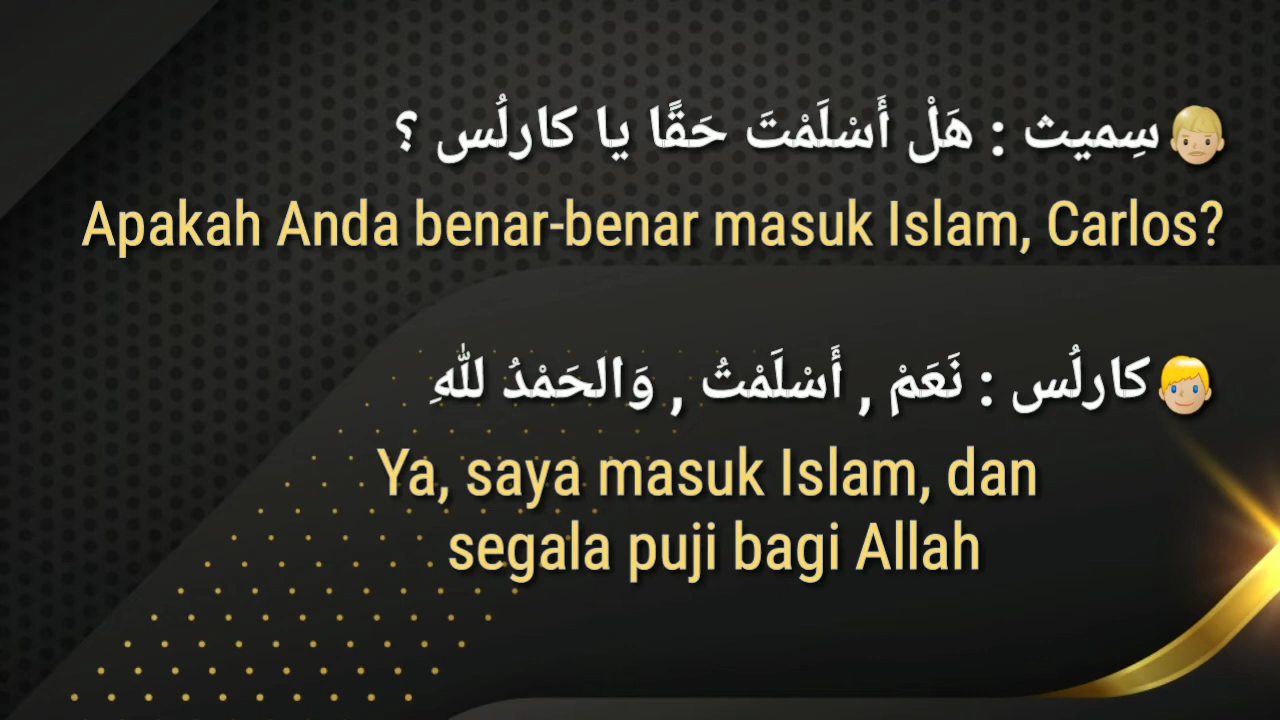 سِميث : هَلْ أَسْلَمْتَ حَقًّا يا كارلُس ؟
Apakah Anda benar-benar masuk Islam, Carlos?
كارلُس : نَعَمْ , أَسْلَمْتُ , وَالحَمْدُ للهِ
Ya, saya masuk Islam, dan
segala puji bagi Allah